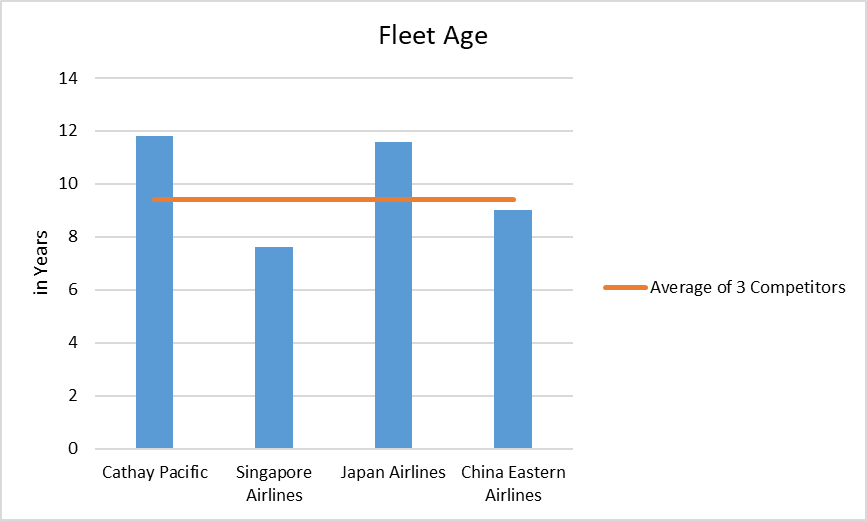 Fleet Age
in Years
14
12
10
8
6
4
2
0
Cathay Pacific
Singapore
Airlines
Japan Airlines
China Eastern
Airlines
Average of 3 Competitors